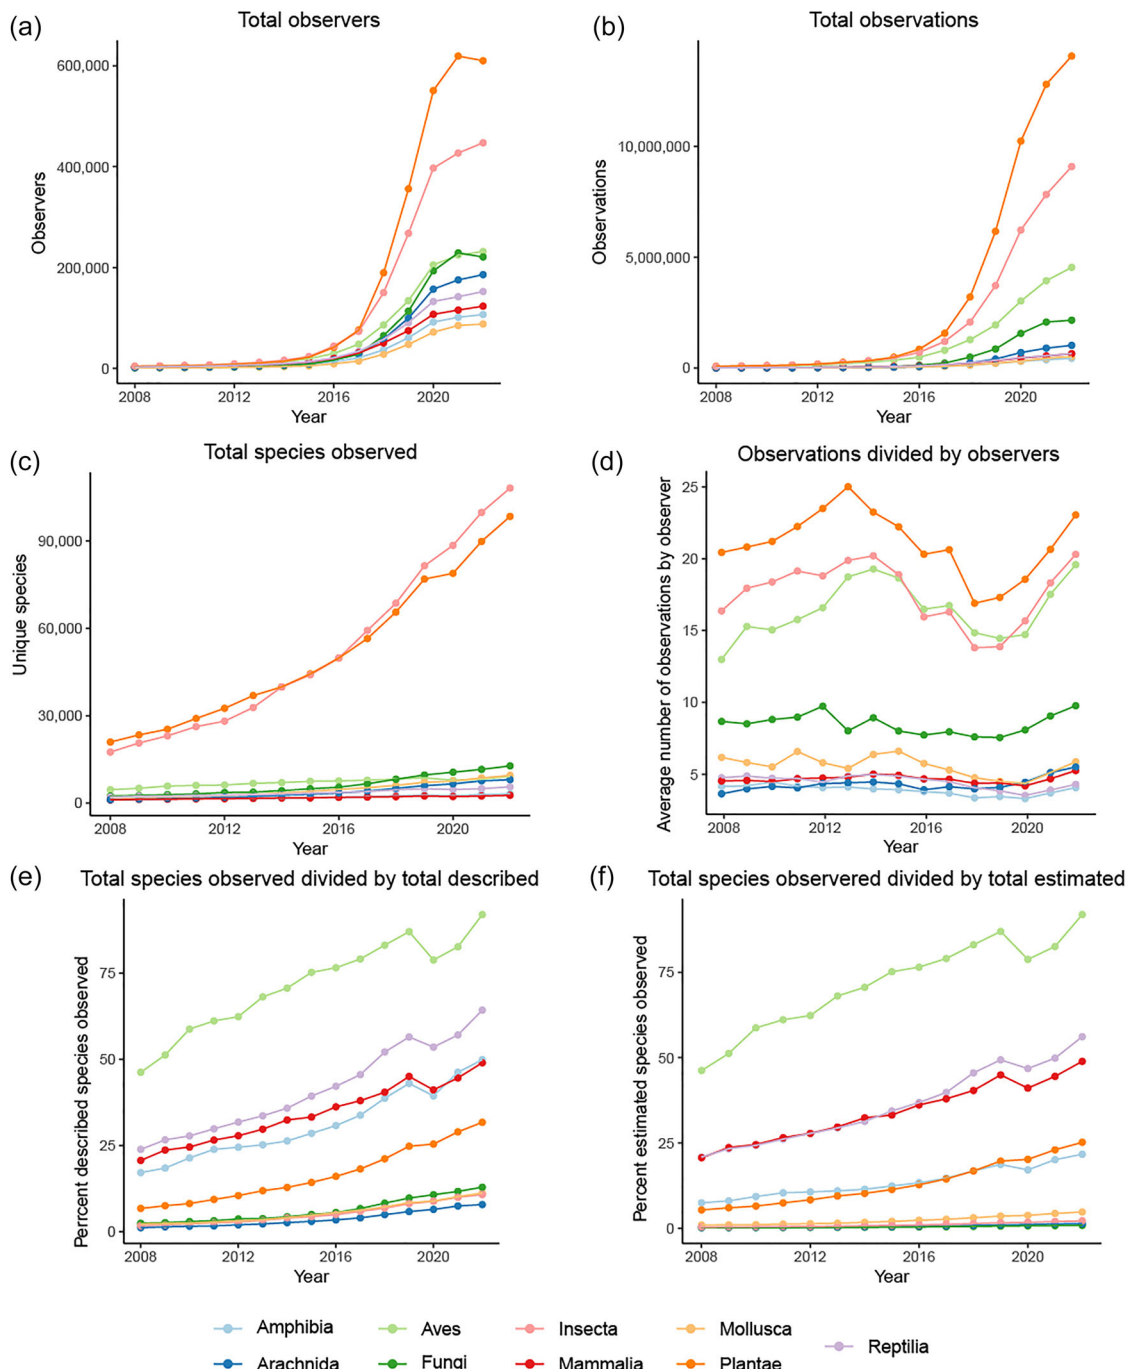 (a)
Total observers
600,000
400,000
200,000
0
Observers
2008 2012 2016 2020
Year
(b)
Total observations
10,000,000
5,000,000
0
Observations
2008 2012 2016 2020
Year
(c)
Total species observed
90,000
60,000
30,000
0
Unique species
2008 2012 2016 2020
Year
(d)
Observations divided by observers
25
20
15
10
5
Average number of observations by observer
2008 2012 2016 2020
Year
(e)
Total species observed divided by total described
75
50
25
0
Perrcent described species observed
2008 2012 2016 2020
Year
(f)
Total species observered divided by total estimated
75
50
25
0
Percent estimated species observed
2008 2012 2016 2020
Year
Amphibia Aves Insecta Mollusca Reptilia
Arachnida Fungi Mammalia Plantae